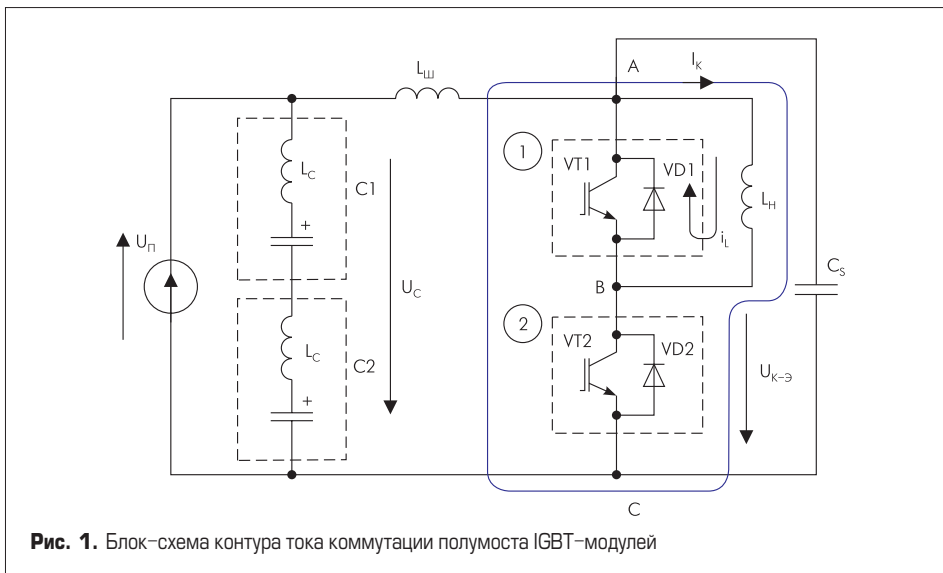 A
I_К
L_Ш
1
VT1
VD1
L_C
C1
L_Н
+
i_L
U_П
U_C
B
C_S
2
L_C
C2
VT2
VD2
+
U_К-Э
C
Рис. 1. Блок-схема контура тока коммутации полумоста IGBT-модулей